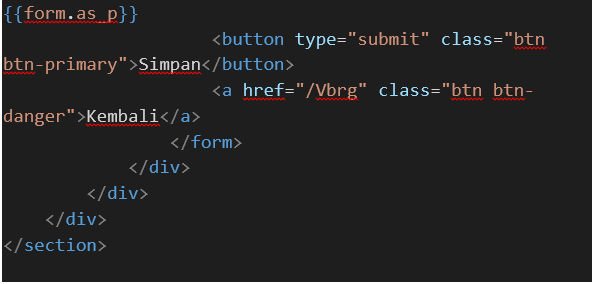 {{form.as_p}}
<button type="submit" class="btn
btn-primary">Simpan</button>
<a href="/Vbrg" class="btn btn-
danger">Kembali</a>
</form>
</div>
</div>
</div>
</section>